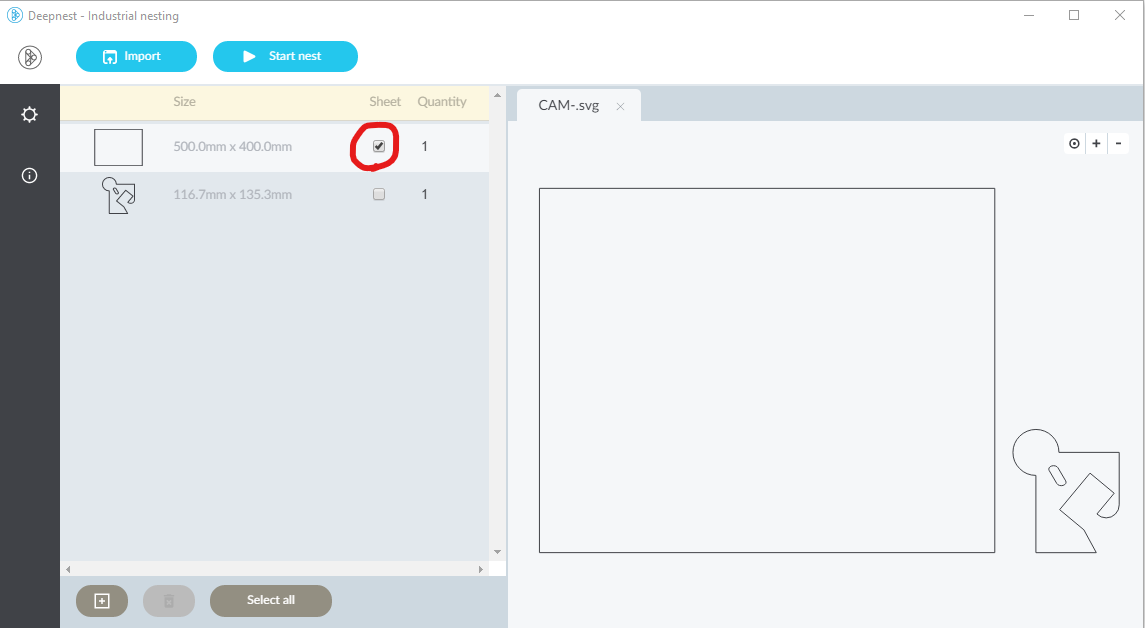 Deepnest - Industrial nesting
Import
Start nest
Size Sheet Quantity
500.0mm x 400.0mm 1
116.7mm x 135.3mm 1
Select all
CAM-.svg